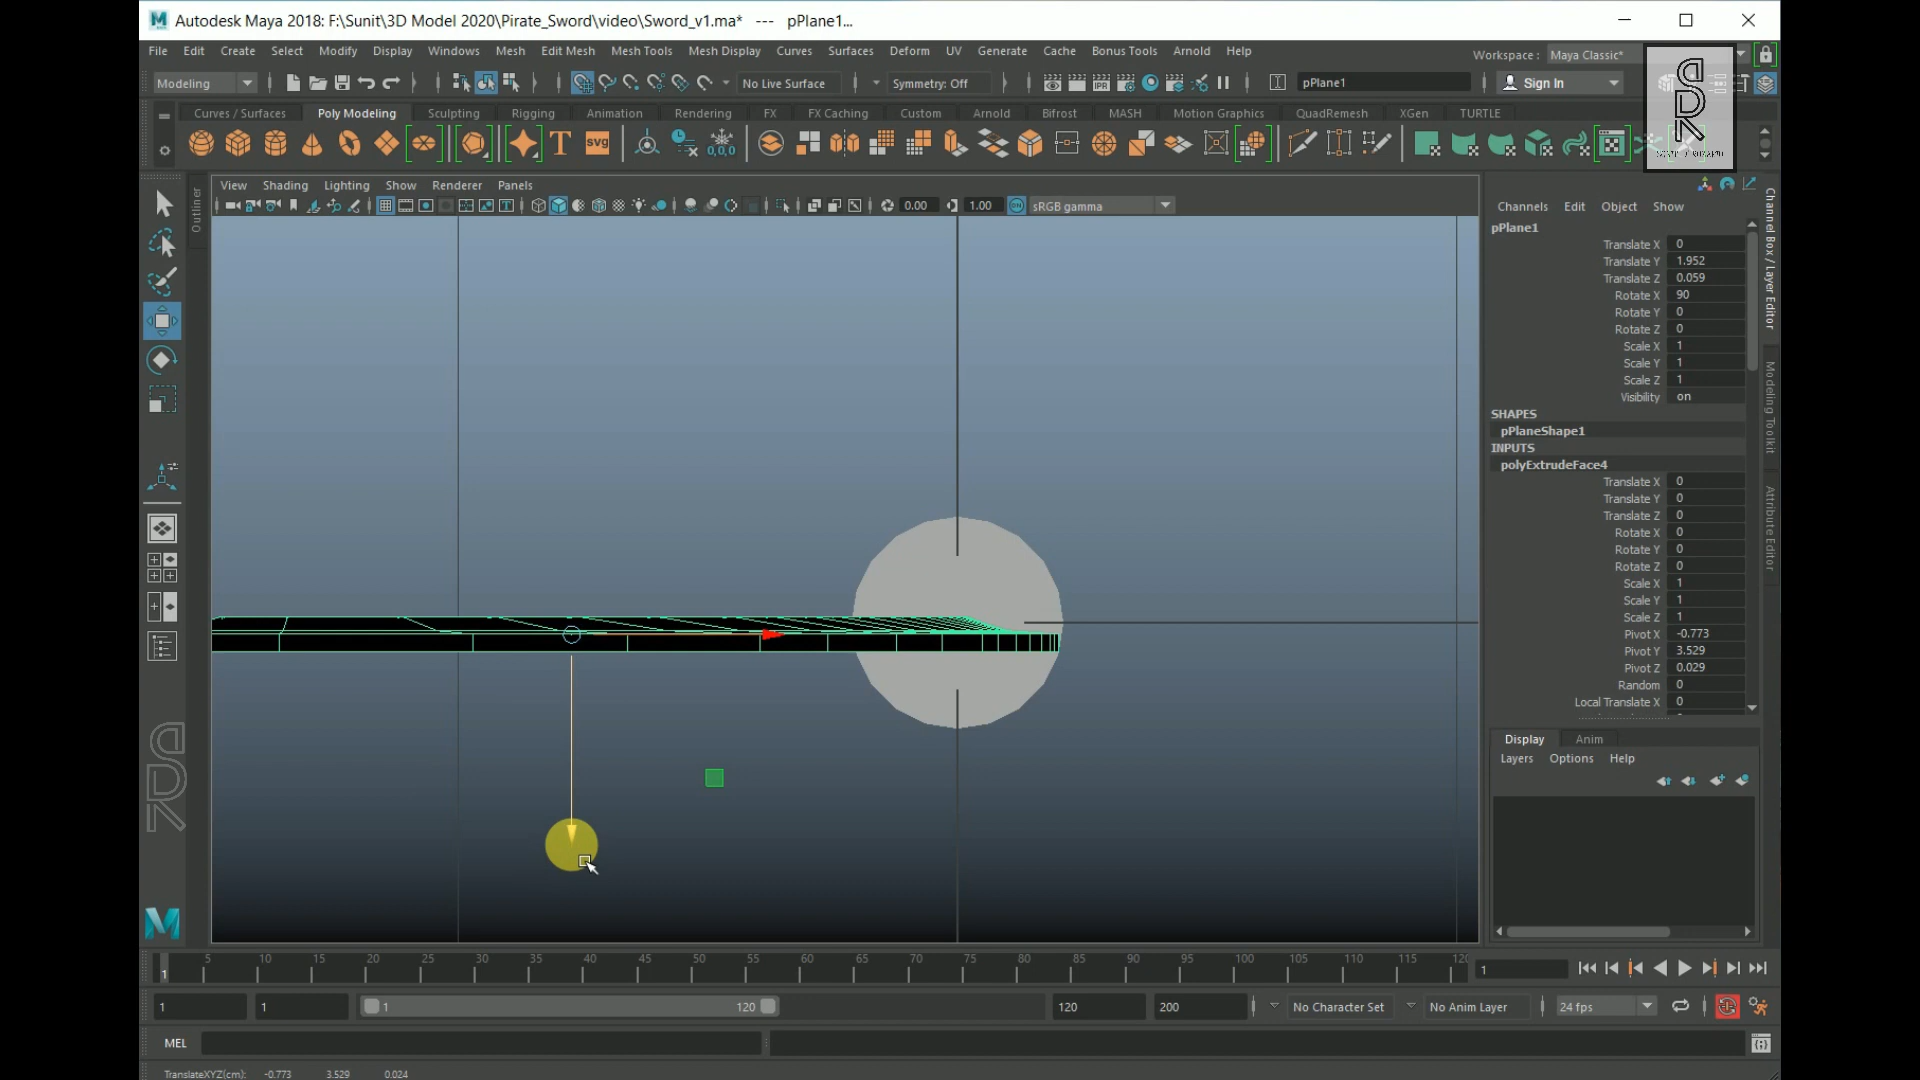 Autodesk Maya 2018: F:\Sunit\3D Model 2020\Pirate_Sword\video\Sword_v1.ma*   ---   pPlane1...
File Edit Create Select Modify Display Windows Mesh Edit Mesh Mesh Tools Mesh Display Curves Surfaces Deform UV Generate Cache Bonus Tools Arnold Help
Workspace : Maya Classic*
Modeling No Live Surface Symmetry: Off pPlane1 Sign In
Curves / Surfaces Poly Modeling Sculpting Rigging Animation Rendering FX FX Caching Custom Arnold Bifrost MASH Motion Graphics QuadRemesh XGen TURTLE
T SVG 0,0,0
SDR
View Shading Lighting Show Renderer Panels
0.00 1.00 sRGB gamma
Outliner
Channels Edit Object Show
pPlane1
Translate X 0
Translate Y 1.952
Translate Z 0.059
Rotate X 90
Rotate Y 0
Rotate Z 0
Scale X 1
Scale Y 1
Scale Z 1
Visibility on
SHAPES
pPlaneShape1
INPUTS
polyExtrudeFace4
Translate X 0
Translate Y 0
Translate Z 0
Rotate X 0
Rotate Y 0
Rotate Z 0
Scale X 1
Scale Y 1
Scale Z 1
Pivot X -0.773
Pivot Y 3.529
Pivot Z 0.029
Random 0
Local Translate X 0
Channel Box / Layer Editor
Modeling Toolkit
Attribute Editor
Display Anim
Layers Options Help
SDR
M
1 5 10 15 20 25 30 35 40 45 50 55 60 65 70 75 80 85 90 95 100 105 110 115 120 1
1 1 1 120 120 200 No Character Set No Anim Layer 24 fps
MEL
TranslateXYZ(cm): -0.773 3.529 0.024